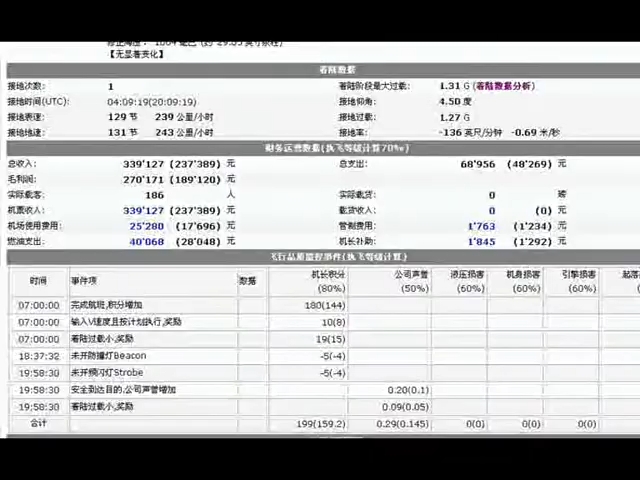 【无显著变化】
着陆数据
接地次数: 1 着陆阶段最大过载: 1.31 G (着陆数据分析)
接地时间(UTC): 04:09:19(20:09:19) 接地仰角: 4.50 度
接地表速: 129 节 239 公里/小时 接地过载: 1.27 G
接地地速: 131 节 243 公里/小时 接地率: -136 英尺/分钟 -0.69 米/秒
财务运营数据(执飞等级计算70%)
总收入: 339'127 (237'389) 元 总支出: 68'956 (48'269) 元
毛利润: 270'171 (189'120) 元
实际载客: 186 人 实际载货: 0 磅
机票收入: 339'127 (237'389) 元 载货收入: 0 (0) 元
机场使用费用: 25'280 (17'696) 元 管制费用: 1'763 (1'234) 元
燃油支出: 40'068 (28'048) 元 机长补助: 1'845 (1'292) 元
飞行品质监控事件(执飞等级计算)
时间 事件项 数据 机长积分(80%) 公司声誉(50%) 液压损害(60%) 机身损害(60%) 引擎损害(60%) 起落
07:00:00 完成航班,积分增加 180(144)
07:00:00 输入V速度且按计划执行,奖励 10(8)
07:00:00 着陆过载小,奖励 19(15)
18:37:32 未开防撞灯Beacon -5(-4)
19:58:30 未开频闪灯Strobe -5(-4)
19:58:30 安全到达目的,公司声誉增加 0.20(0.1)
19:58:30 着陆过载小,奖励 0.09(0.05)
合计 199(159.2) 0.29(0.145) 0(0) 0(0) 0(0)